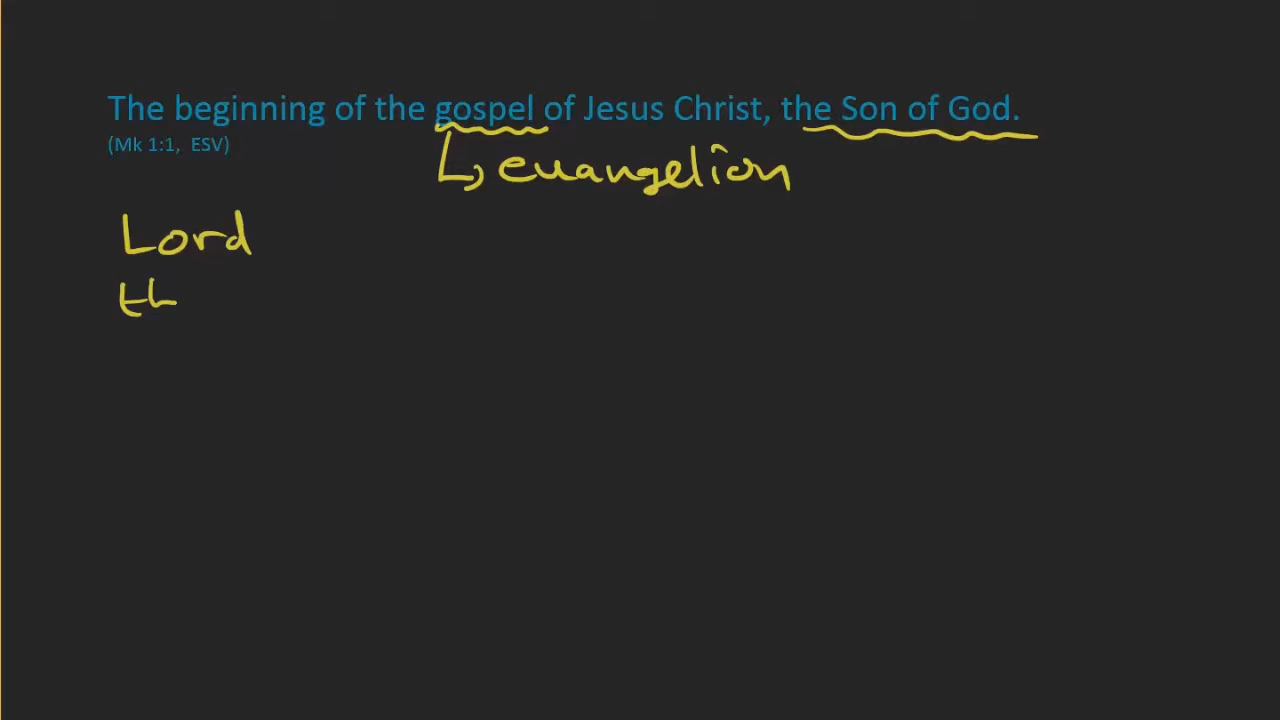 The beginning of the gospel of Jesus Christ, the Son of God.
(Mk 1:1, ESV)
euangelion
Lord
th